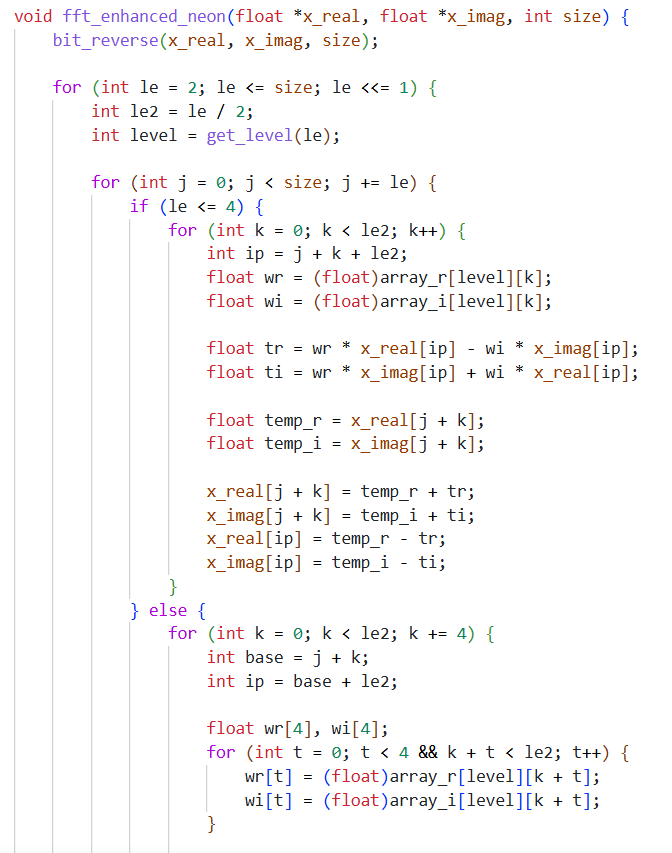 void fft_enhanced_neon(float *x_real, float *x_imag, int size) {
    bit_reverse(x_real, x_imag, size);

    for (int le = 2; le <= size; le <<= 1) {
        int le2 = le / 2;
        int level = get_level(le);

        for (int j = 0; j < size; j += le) {
            if (le <= 4) {
                for (int k = 0; k < le2; k++) {
                    int ip = j + k + le2;
                    float wr = (float)array_r[level][k];
                    float wi = (float)array_i[level][k];

                    float tr = wr * x_real[ip] - wi * x_imag[ip];
                    float ti = wr * x_imag[ip] + wi * x_real[ip];

                    float temp_r = x_real[j + k];
                    float temp_i = x_imag[j + k];

                    x_real[j + k] = temp_r + tr;
                    x_imag[j + k] = temp_i + ti;
                    x_real[ip] = temp_r - tr;
                    x_imag[ip] = temp_i - ti;
                }
            } else {
                for (int k = 0; k < le2; k += 4) {
                    int base = j + k;
                    int ip = base + le2;

                    float wr[4], wi[4];
                    for (int t = 0; t < 4 && k + t < le2; t++) {
                        wr[t] = (float)array_r[level][k + t];
                        wi[t] = (float)array_i[level][k + t];
                    }